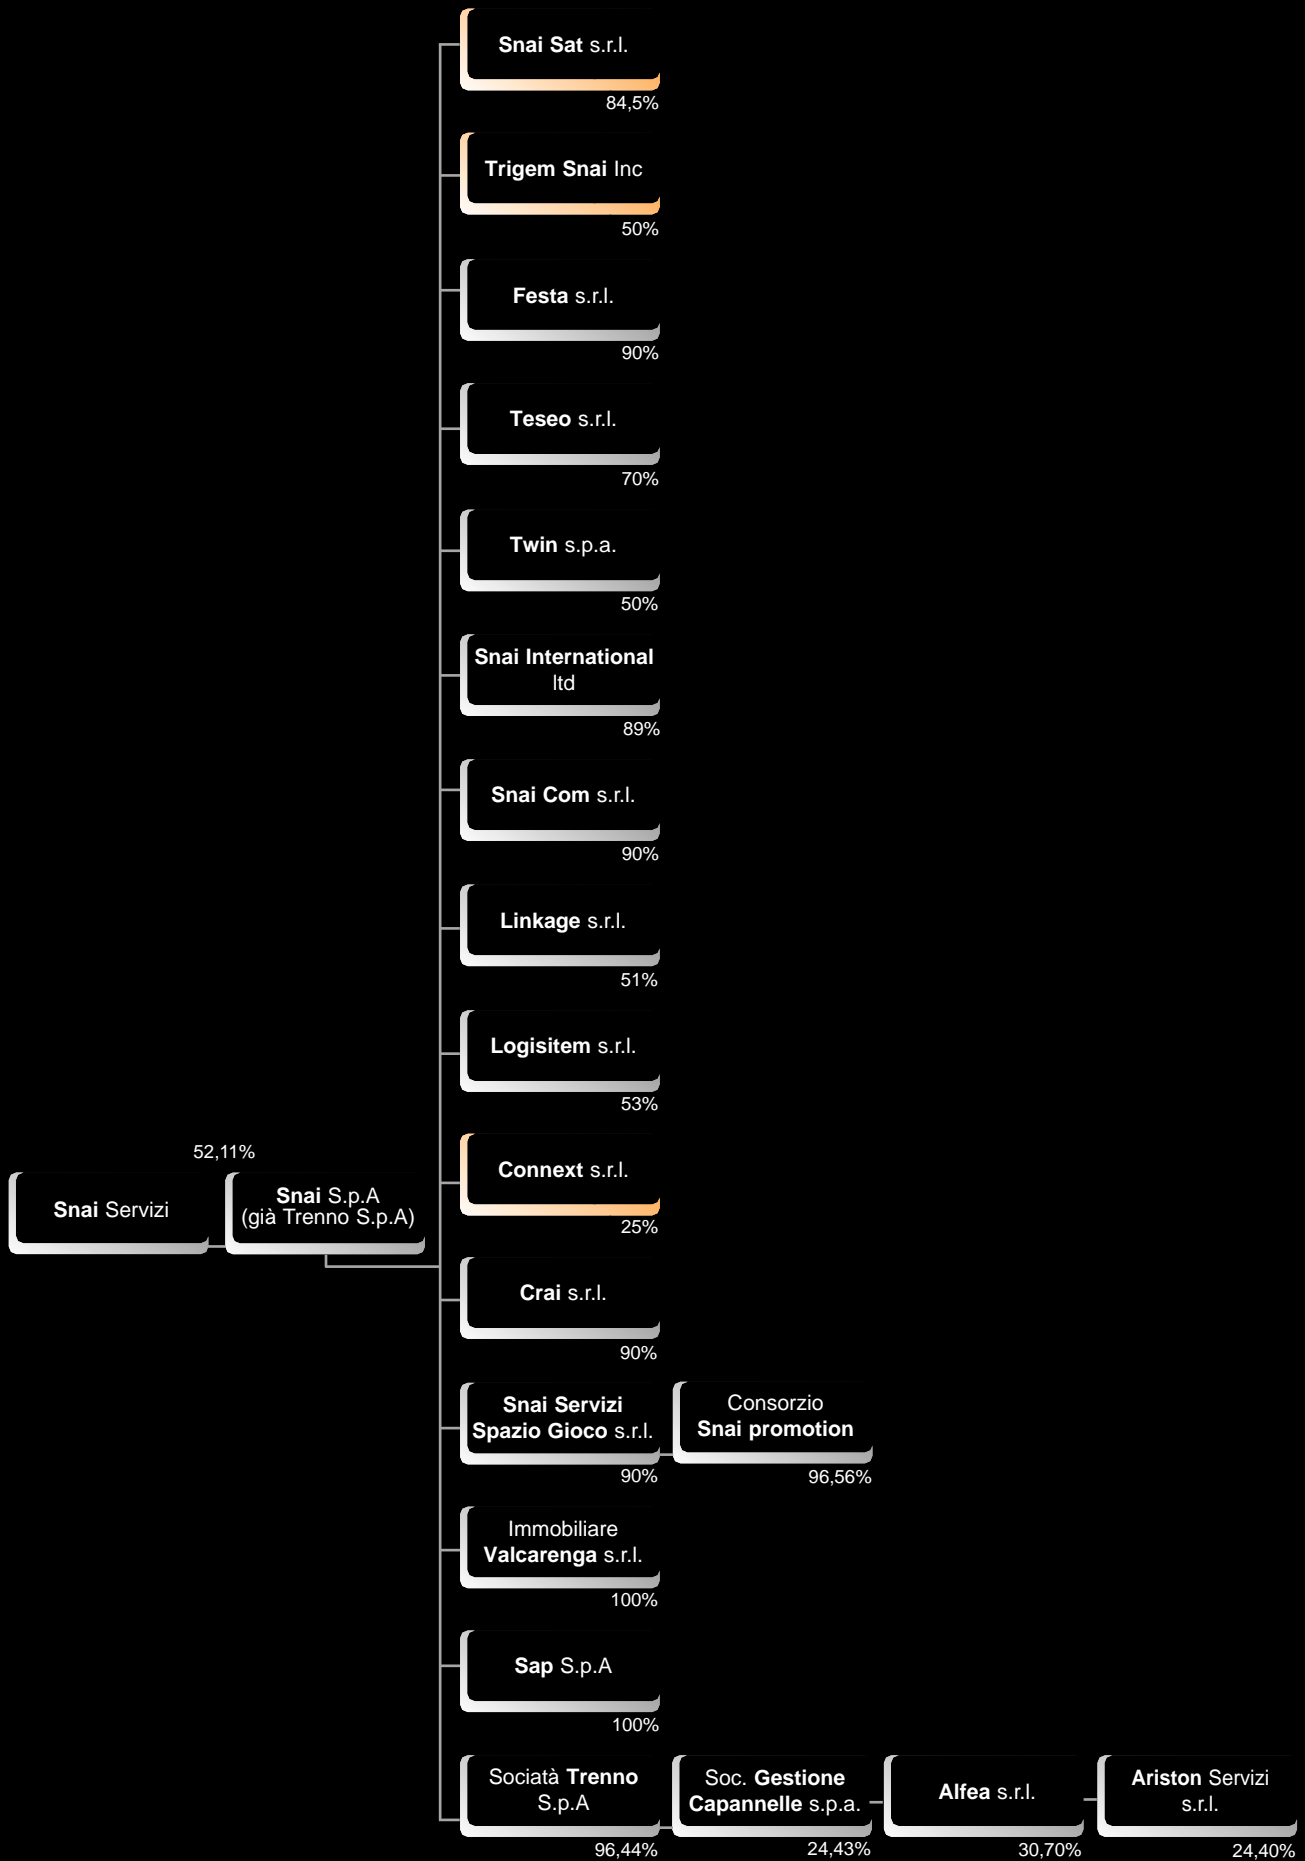 Snai Sat s.r.l.
84,5%
Trigem Snai Inc
50%
Festa s.r.l.
90%
Teseo s.r.l.
70%
Twin s.p.a.
50%
Snai International
ltd
89%
Snai Com s.r.l.
90%
Linkage s.r.l.
51%
Logisitem s.r.l.
53%
Connext s.r.l.
25%
52,11%
Snai Servizi
Snai S.p.A
(già Trenno S.p.A)
Crai s.r.l.
90%
Snai Servizi
Spazio Gioco s.r.l.
90%
Consorzio
Snai promotion
96,56%
Immobiliare
Valcarenga s.r.l.
100%
Sap S.p.A
100%
Sociatà Trenno
S.p.A
96,44%
Soc. Gestione
Capannelle s.p.a.
24,43%
Alfea s.r.l.
30,70%
Ariston Servizi
s.r.l.
24,40%